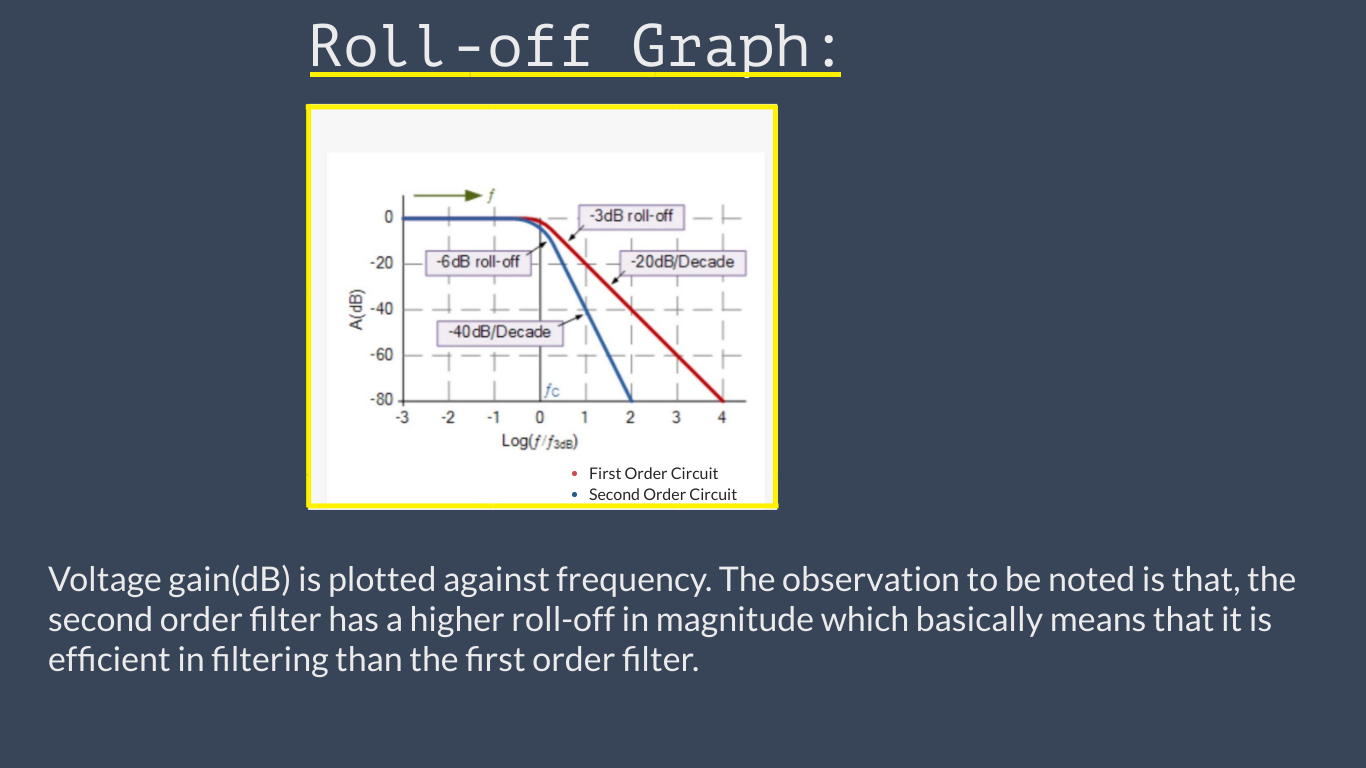 Roll-off Graph:
f
0
-3dB roll-off
-20
-6dB roll-off
-20dB/Decade
A(dB)
-40
-40dB/Decade
-60
fc
-80
-3 -2 -1 0 1 2 3 4
Log(f/f3dB)
• First Order Circuit
• Second Order Circuit
Voltage gain(dB) is plotted against frequency. The observation to be noted is that, the
second order filter has a higher roll-off in magnitude which basically means that it is
efficient in filtering than the first order filter.